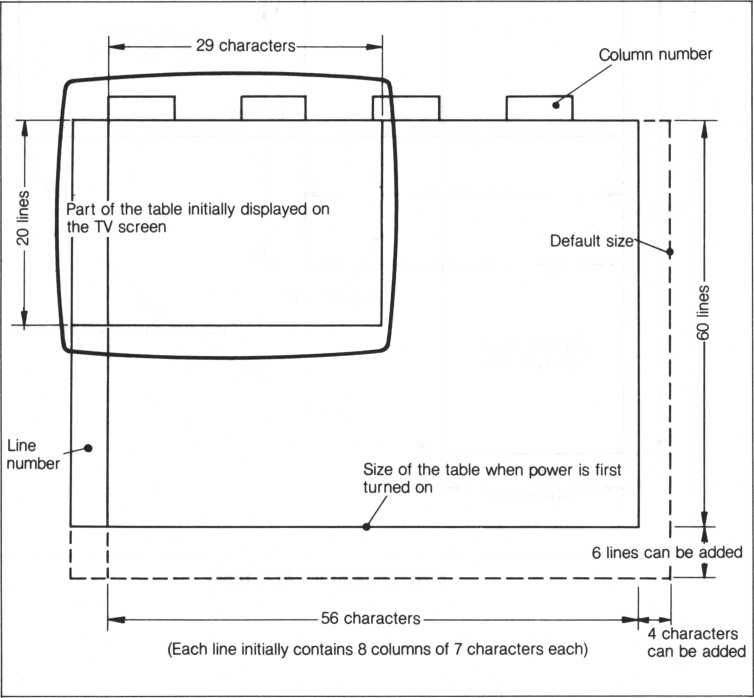 29 characters
Column number
20 lines
Part of the table initially displayed on
the TV screen
Default size
60 lines
Line
number
Size of the table when power is first
turned on
6 lines can be added
56 characters
4 characters
can be added
(Each line initially contains 8 columns of 7 characters each)